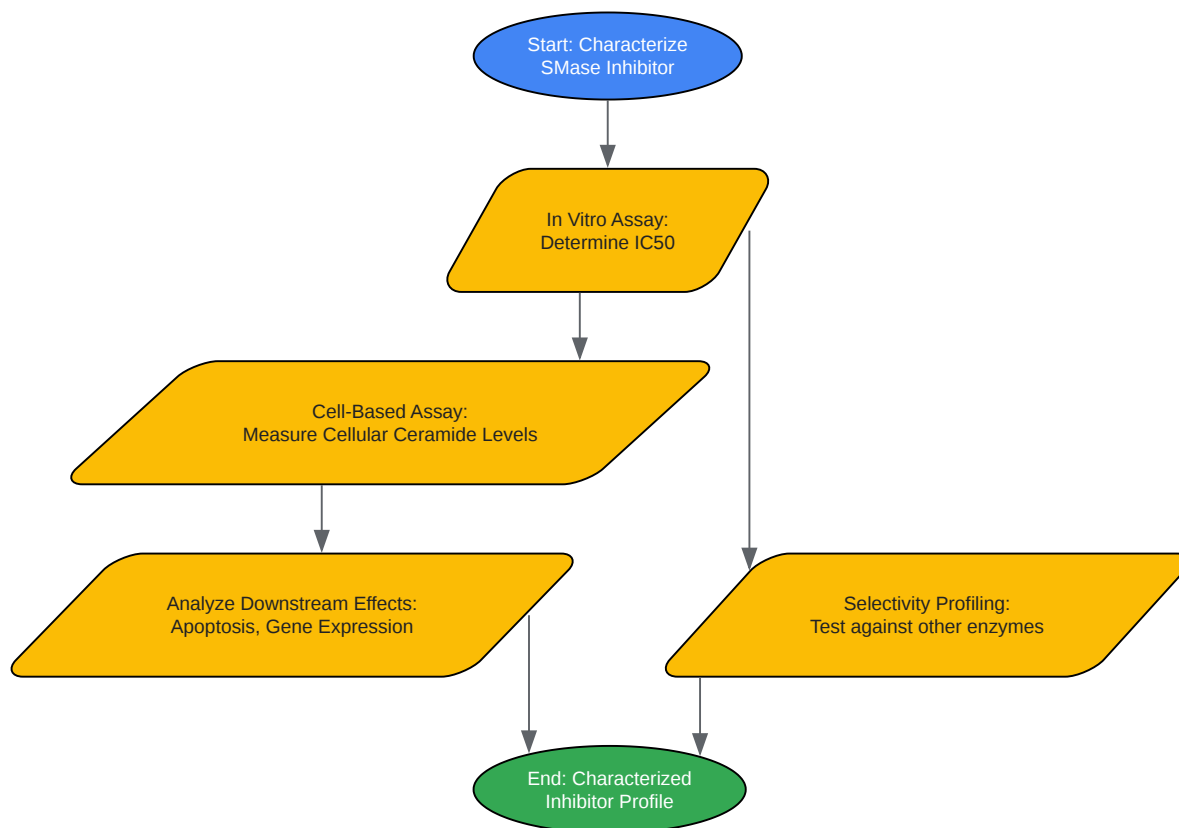 Start: Characterize
SMase Inhibitor
In Vitro Assay:
Determine IC50
Cell-Based Assay:
Measure Cellular Ceramide Levels
Analyze Downstream Effects:
Apoptosis, Gene Expression
Selectivity Profiling:
Test against other enzymes
End: Characterized
Inhibitor Profile